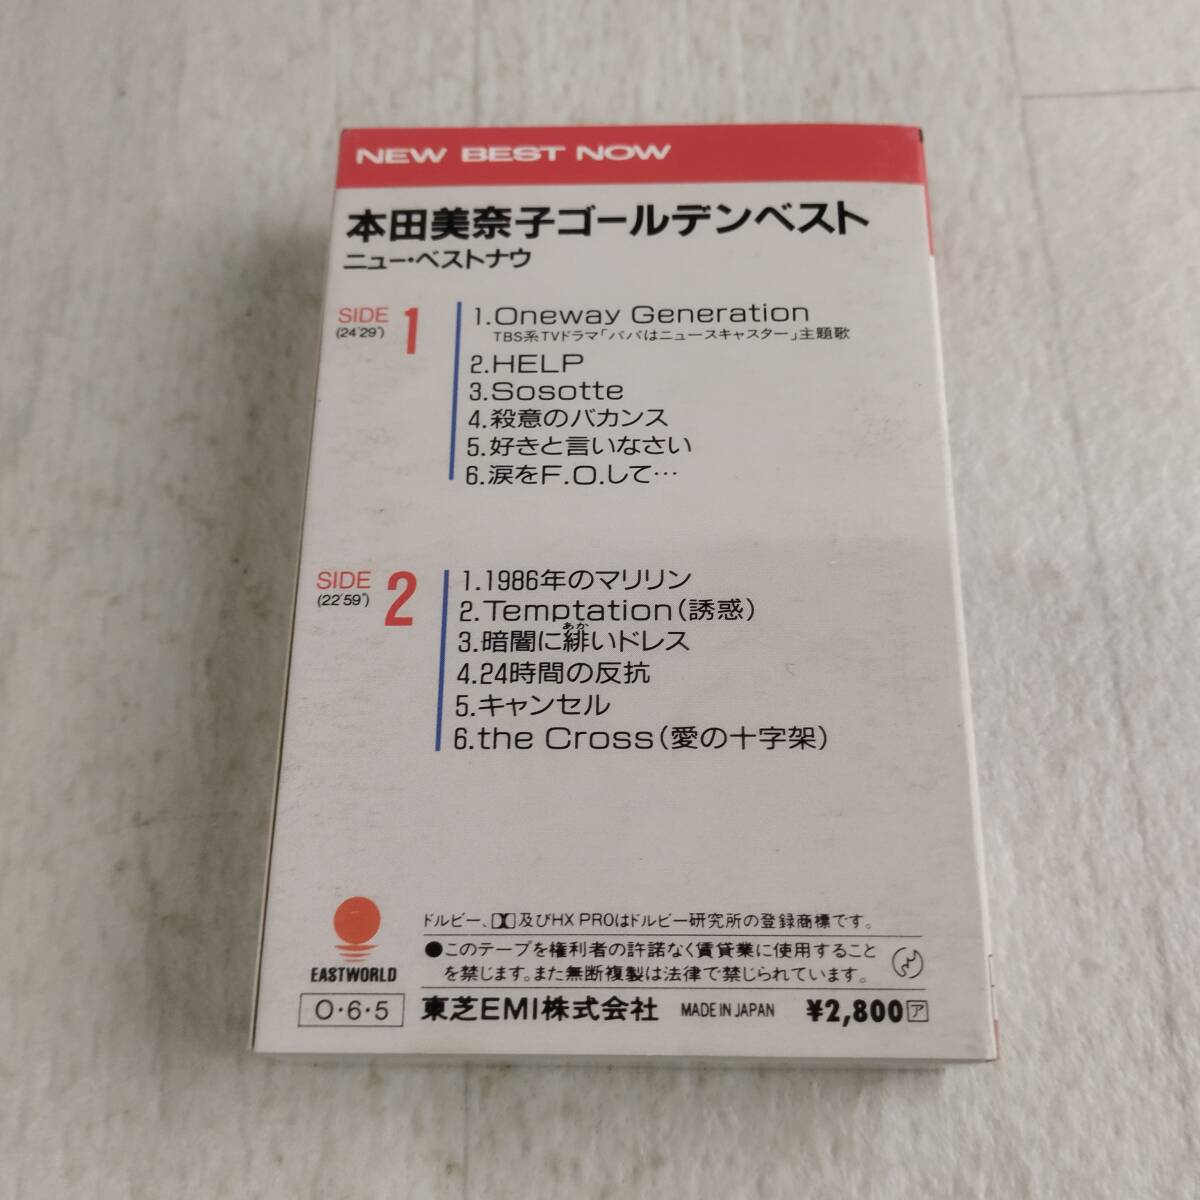 NEW BEST NOW
本田美奈子ゴールデンベスト
ニュー・ベストナウ
SIDE 1
(24'29")
1.Oneway Generation
TBS系TVドラマ「パパはニュースキャスター」主題歌
2.HELP
3.Sosotte
4.殺意のバカンス
5.好きと言いなさい
6.涙をF.O.して…
SIDE 2
(22'59")
1.1986年のマリリン
2.Temptation(誘惑)
あか
3.暗闇に緋いドレス
4.24時間の反抗
5.キャンセル
6.the Cross(愛の十字架)
ドルビー、及びHX PROはドルビー研究所の登録商標です。
●このテープを権利者の許諾なく賃貸業に使用すること
を禁じます。また無断複製は法律で禁じられています。
EASTWORLD
O・6・5
東芝EMI株式会社 MADE IN JAPAN ¥2,800ア